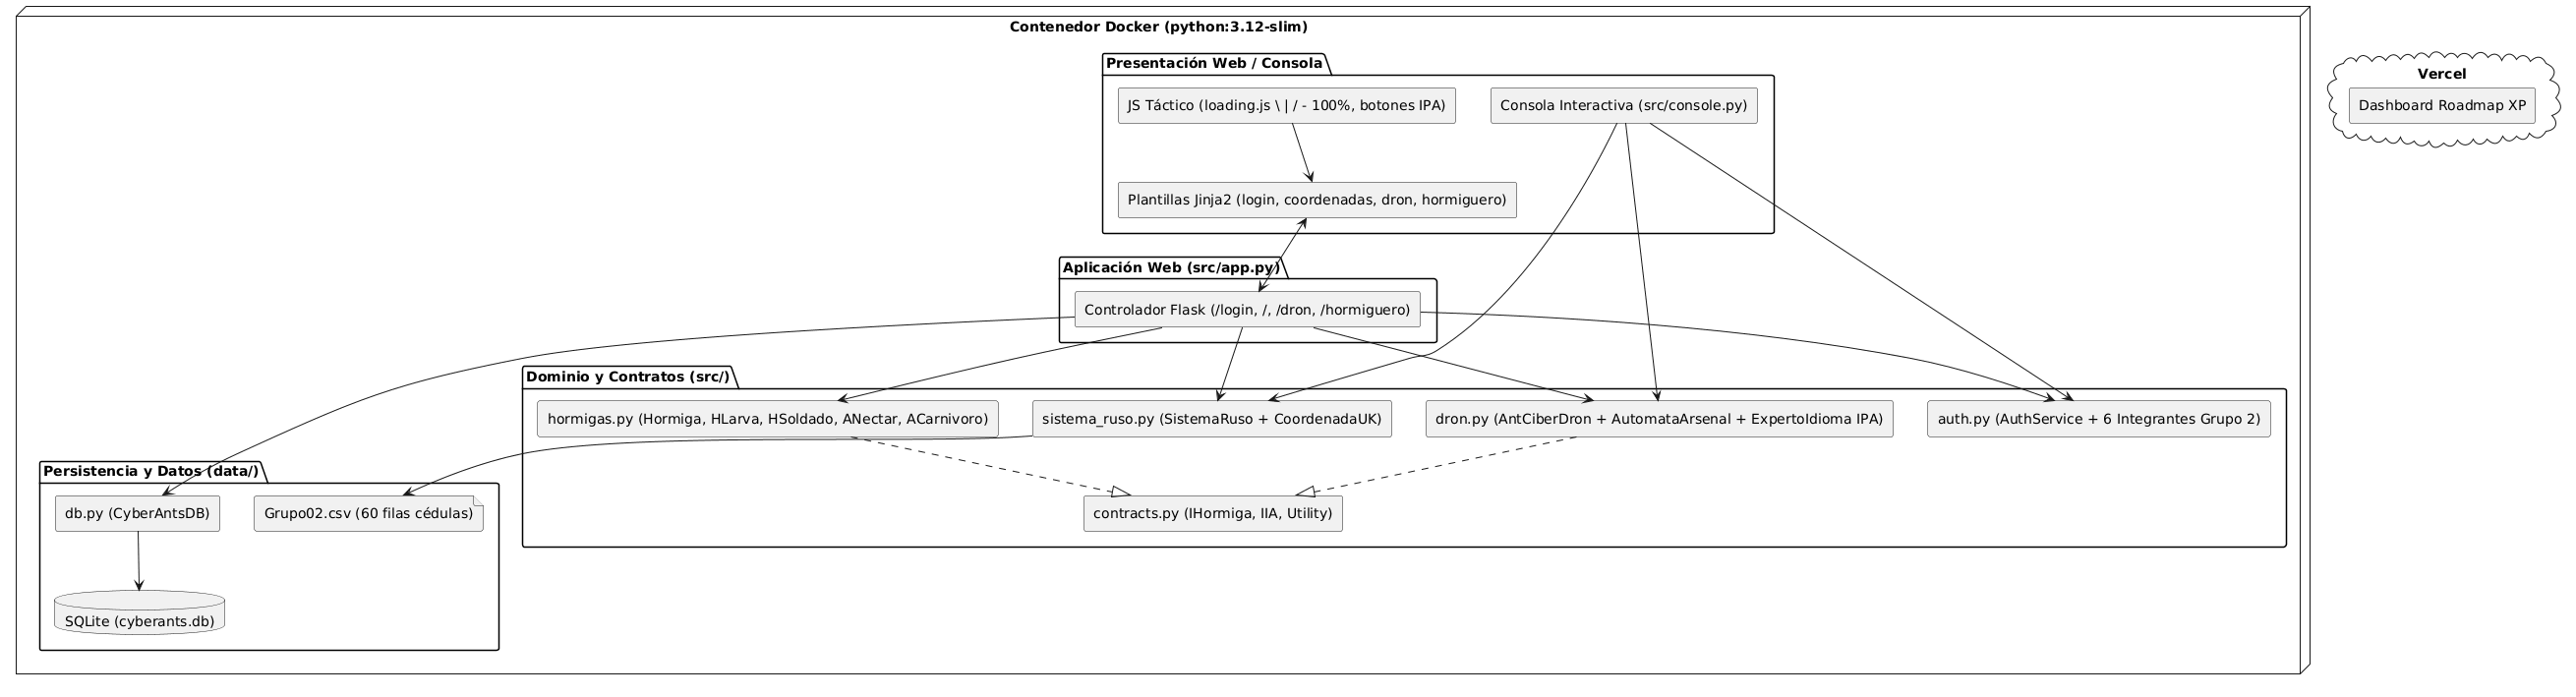 Contenedor Docker (python:3.12-slim)
Presentación Web / Consola
JS Táctico (loading.js \ | / - 100%, botones IPA)
Consola Interactiva (src/console.py)
Plantillas Jinja2 (login, coordenadas, dron, hormiguero)
Vercel
Dashboard Roadmap XP
Aplicación Web (src/app.py)
Controlador Flask (/login, /, /dron, /hormiguero)
Dominio y Contratos (src/)
hormigas.py (Hormiga, HLarva, HSoldado, ANectar, ACarnivoro)
sistema_ruso.py (SistemaRuso + CoordenadaUK)
dron.py (AntCiberDron + AutomataArsenal + ExpertoIdioma IPA)
auth.py (AuthService + 6 Integrantes Grupo 2)
contracts.py (IHormiga, IIA, Utility)
Persistencia y Datos (data/)
db.py (CyberAntsDB)
Grupo02.csv (60 filas cédulas)
SQLite (cyberants.db)